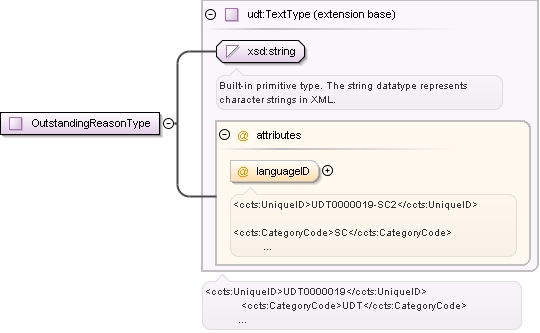 udt:TextType (extension base)
xsd:string
Built-in primitive type. The string datatype represents
character strings in XML.
OutstandingReasonType
@ attributes
@ languageID
<ccts:UniqueID>UDT0000019-SC2</ccts:UniqueID>
<ccts:CategoryCode>SC</ccts:CategoryCode>
...
<ccts:UniqueID>UDT0000019</ccts:UniqueID>
<ccts:CategoryCode>UDT</ccts:CategoryCode>
...